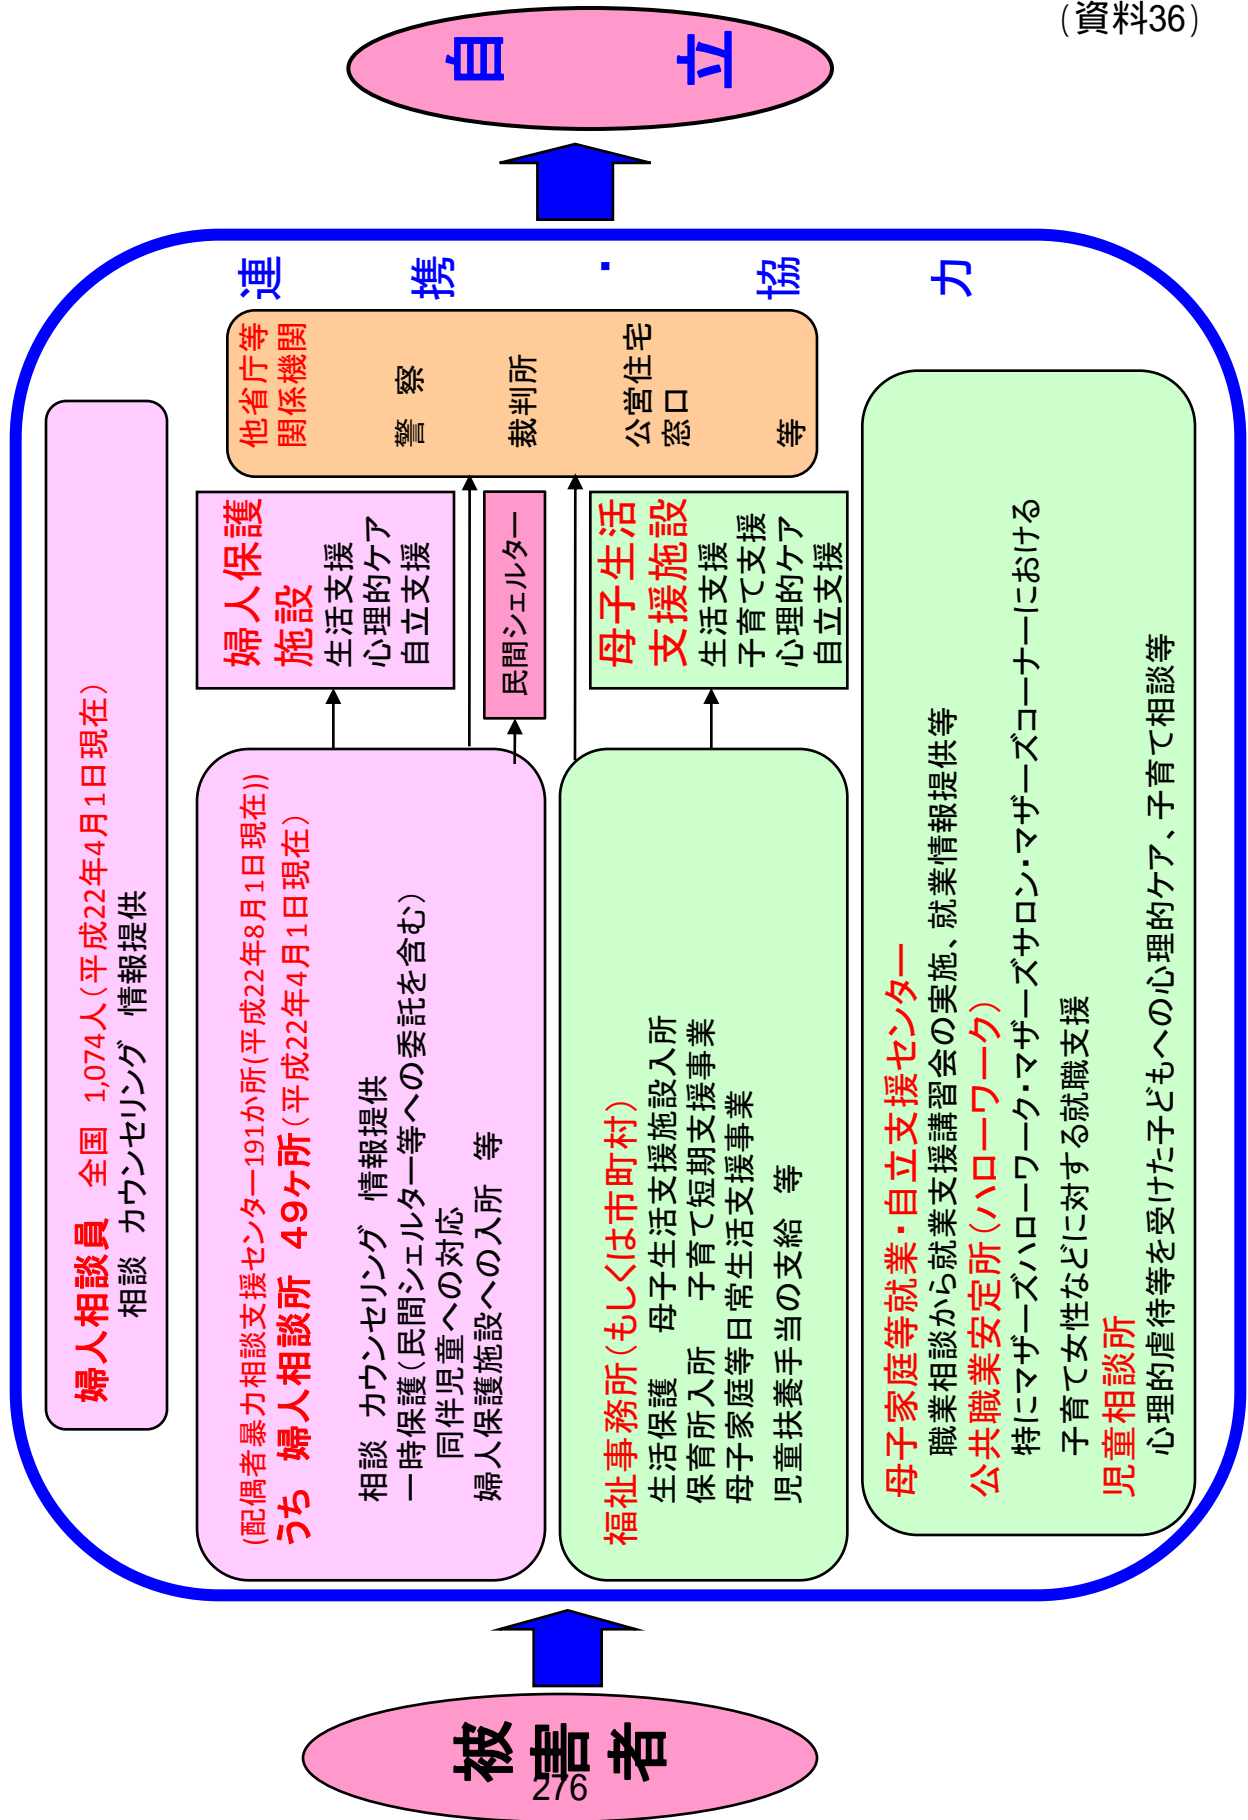 (資料36)
被害者
婦人相談員 全国 1,074人(平成22年4月1日現在)
相談 カウンセリング 情報提供
(配偶者暴力相談支援センター191か所(平成22年8月1日現在))
うち 婦人相談所 49ヶ所(平成22年4月1日現在)
相談 カウンセリング 情報提供
一時保護(民間シェルター等への委託を含む)
同伴児童への対応
婦人保護施設への入所 等
福祉事務所(もしくは市町村)
生活保護 母子生活支援施設入所
保育所入所 子育て短期支援事業
母子家庭等日常生活支援事業
児童扶養手当の支給 等
母子家庭等就業・自立支援センター
職業相談から就業支援講習会の実施、就業情報提供等
公共職業安定所(ハローワーク)
特にマザーズハローワーク・マザーズサロン・マザーズコーナーにおける
子育て女性などに対する就職支援
児童相談所
心理的虐待等を受けた子どもへの心理的ケア、子育て相談等
婦人保護
施設
生活支援
心理的ケア
自立支援
民間シェルター
母子生活
支援施設
生活支援
子育て支援
心理的ケア
自立支援
他省庁等
関係機関
警 察
裁判所
公営住宅
窓口
等
連 携 ・ 協 力
自 立
276